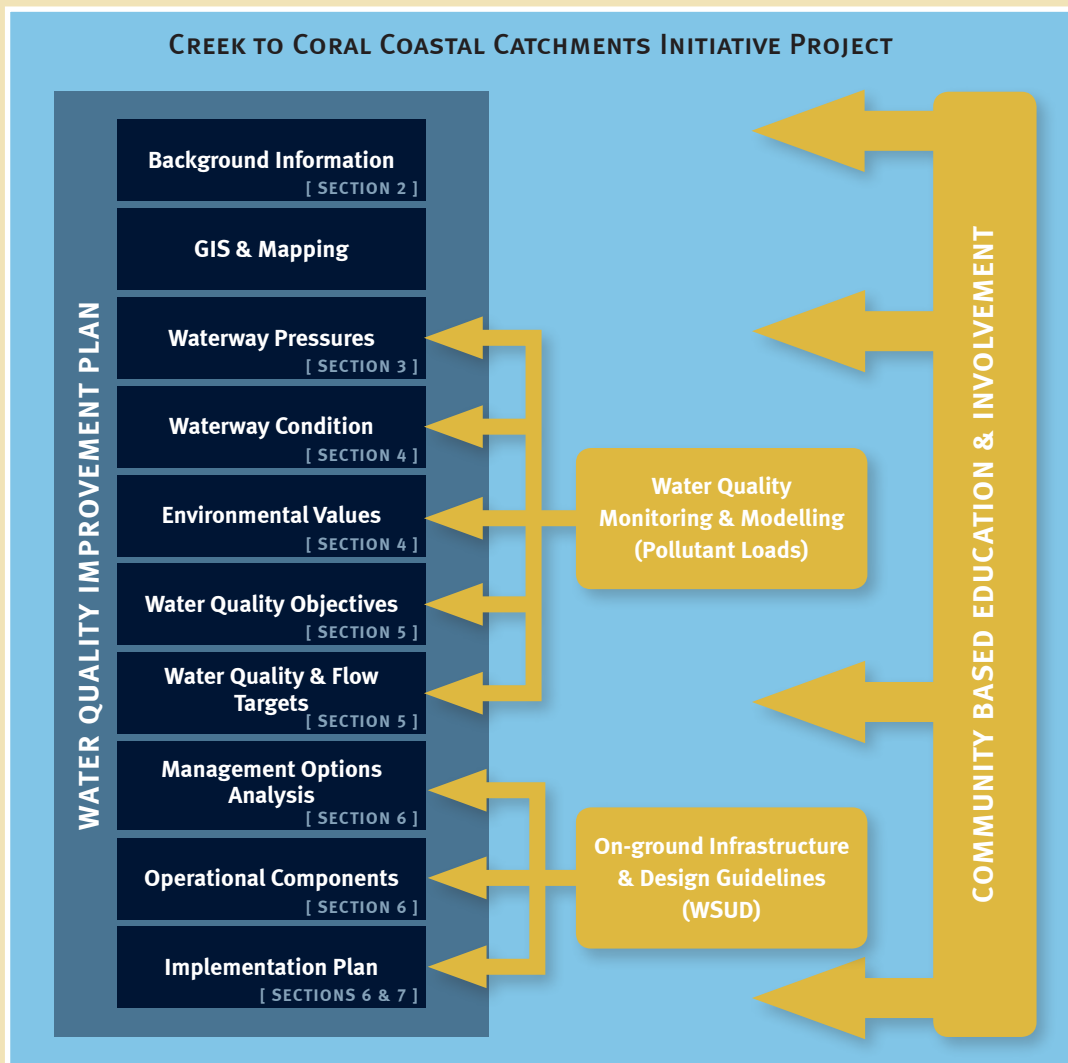 Creek to Coral Coastal Catchments Initiative Project
WATER QUALITY IMPROVEMENT PLAN
Background Information
[ SECTION 2 ]
GIS & Mapping
Waterway Pressures
[ SECTION 3 ]
Waterway Condition
[ SECTION 4 ]
Environmental Values
[ SECTION 4 ]
Water Quality Objectives
[ SECTION 5 ]
Water Quality & Flow
Targets
[ SECTION 5 ]
Management Options
Analysis
[ SECTION 6 ]
Operational Components
[ SECTION 6 ]
Implementation Plan
[ SECTIONS 6 & 7 ]
Water Quality
Monitoring & Modelling
(Pollutant Loads)
On-ground Infrastructure
& Design Guidelines
(WSUD)
COMMUNITY BASED EDUCATION & INVOLVEMENT